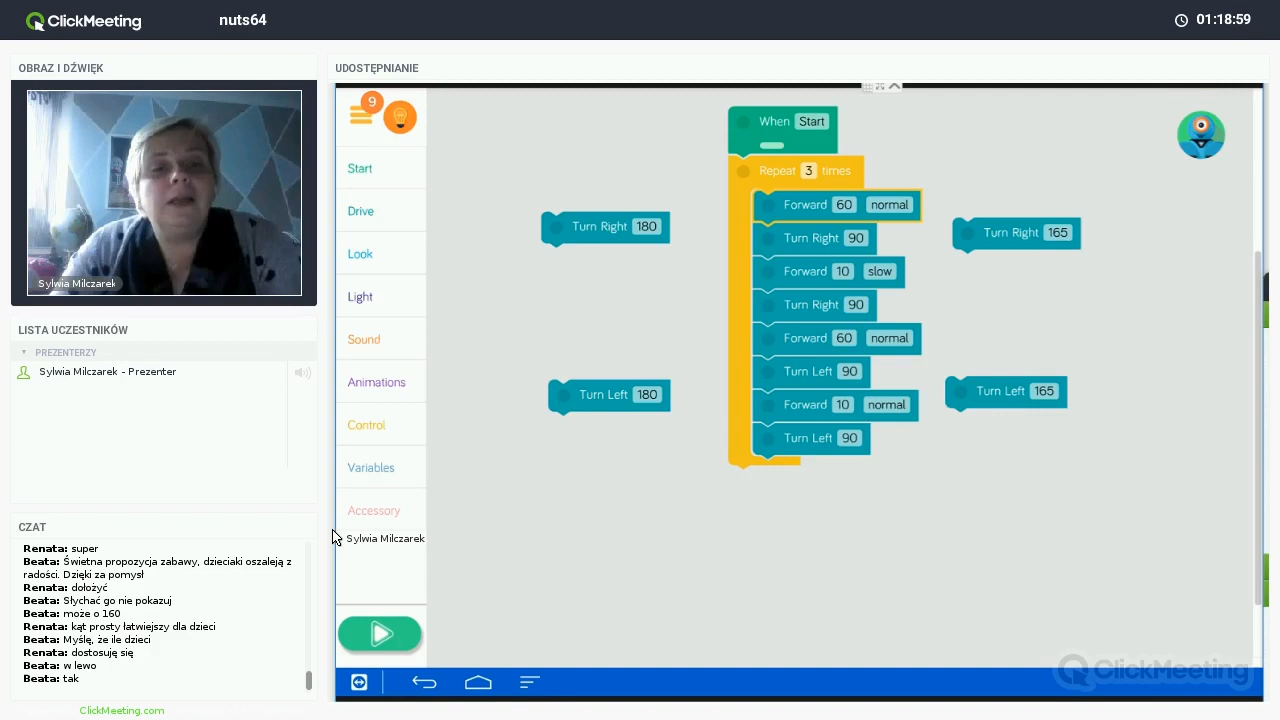 ClickMeeting
nuts64
01:18:59
OBRAZ I DŹWIĘK
Sylwia Milczarek
LISTA UCZESTNIKÓW
PREZENTERZY
Sylwia Milczarek - Prezenter
CZAT
Renata: super
Beata: Świetna propozycja zabawy, dzieciaki oszaleją z
radości. Dzięki za pomysł
Renata: dołożyć
Beata: Słychać go nie pokazuj
Beata: może o 160
Renata: kąt prosty łatwiejszy dla dzieci
Beata: Myślę, że ile dzieci
Renata: dostosuję się
Beata: w lewo
Beata: tak
ClickMeeting.com
UDOSTĘPNIANIE
9
Start
Drive
Look
Light
Sound
Animations
Control
Variables
Accessory
Sylwia Milczarek
When Start
Repeat 3 times
Forward 60 normal
Turn Right 90
Forward 10 slow
Turn Right 90
Forward 60 normal
Turn Left 90
Forward 10 normal
Turn Left 90
Turn Right 180
Turn Left 180
Turn Right 165
Turn Left 165
ClickMeeting